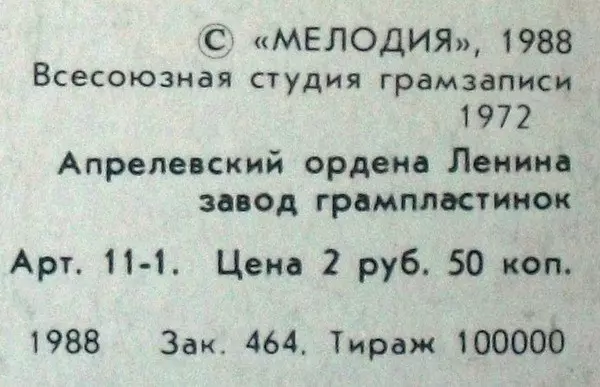 © «МЕЛОДИЯ», 1988
Всесоюзная студия грамзаписи
1972
Апрелевский ордена Ленина
завод грампластинок
Арт. 11-1. Цена 2 руб. 50 коп.
1988 Зак. 464. Тираж 100000